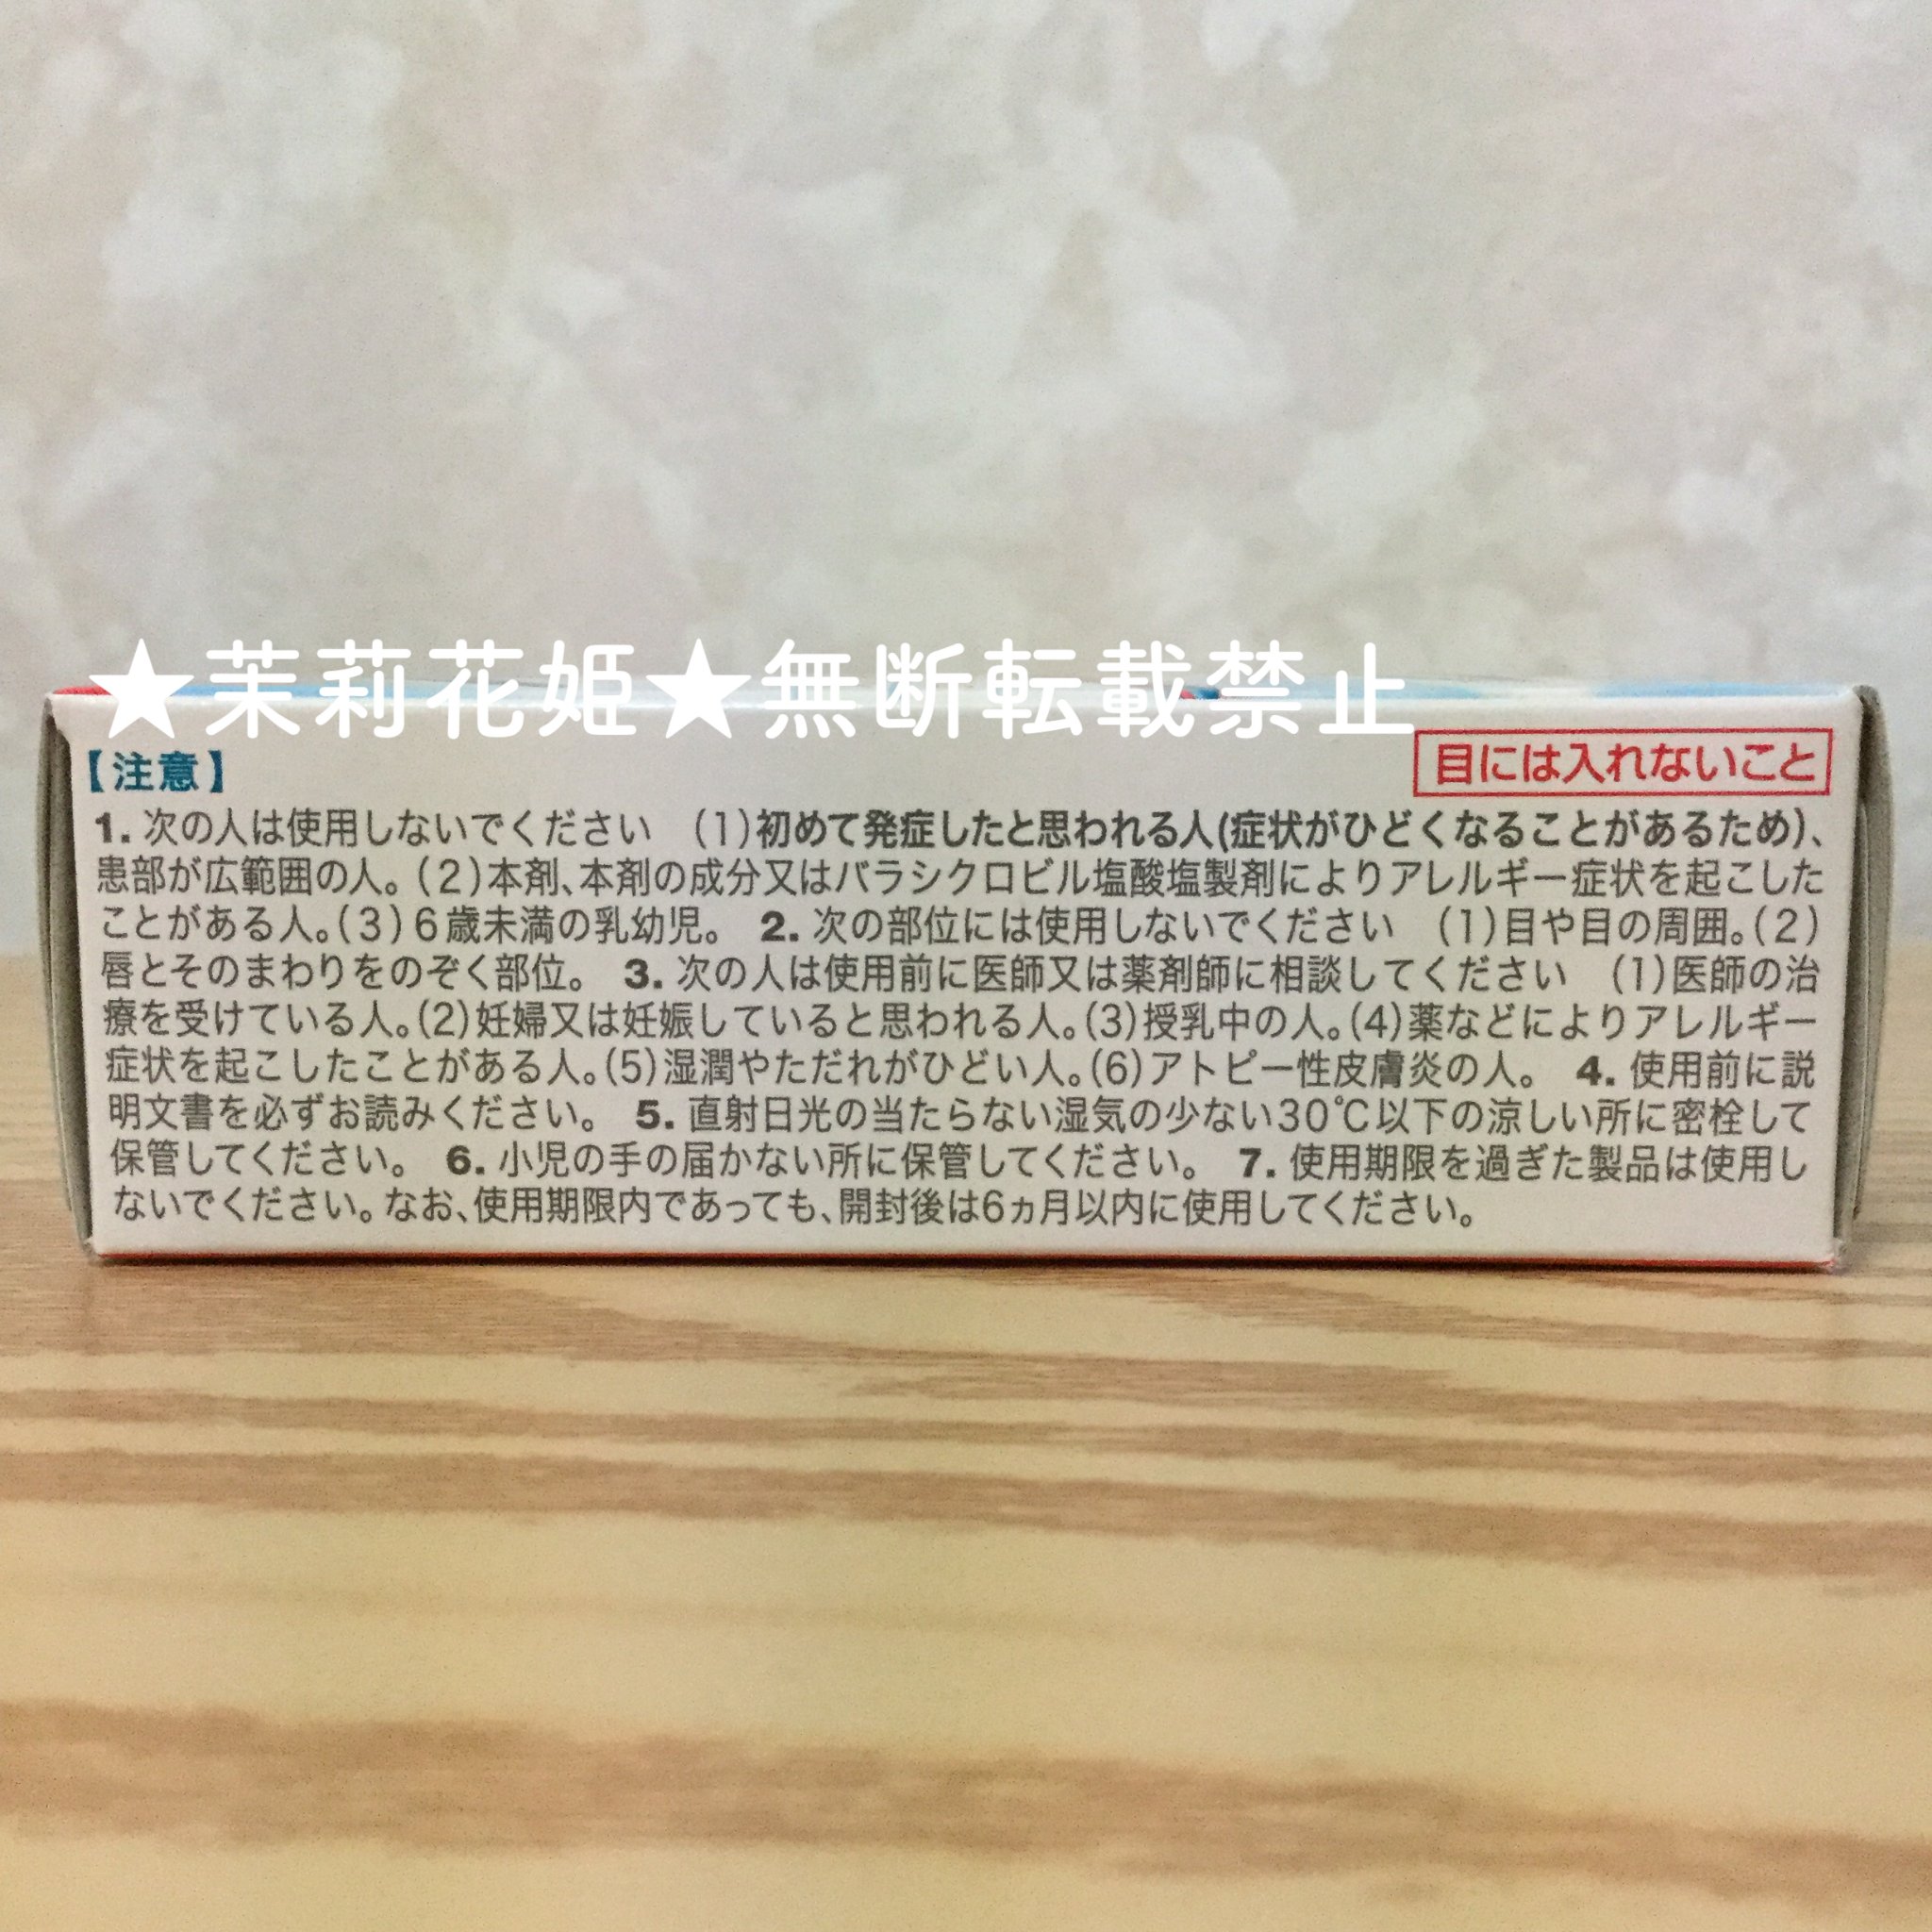 ★茉莉花姫★無断転載禁止
【注意】
目には入れないこと
1. 次の人は使用しないでください (1)初めて発症したと思われる人(症状がひどくなることがあるため)、
患部が広範囲の人。(2)本剤、本剤の成分又はバラシクロビル塩酸塩製剤によりアレルギー症状を起こした
ことがある人。(3)6歳未満の乳幼児。 2. 次の部位には使用しないでください (1)目や目の周囲。(2)
唇とそのまわりをのぞく部位。 3. 次の人は使用前に医師又は薬剤師に相談してください (1)医師の治
療を受けている人。(2)妊婦又は妊娠していると思われる人。(3)授乳中の人。(4)薬などによりアレルギー
症状を起こしたことがある人。(5)湿潤やただれがひどい人。(6)アトピー性皮膚炎の人。 4. 使用前に説
明文書を必ずお読みください。 5. 直射日光の当たらない湿気の少ない30℃以下の涼しい所に密栓して
保管してください。 6. 小児の手の届かない所に保管してください。 7. 使用期限を過ぎた製品は使用し
ないでください。なお、使用期限内であっても、開封後は6ヵ月以内に使用してください。